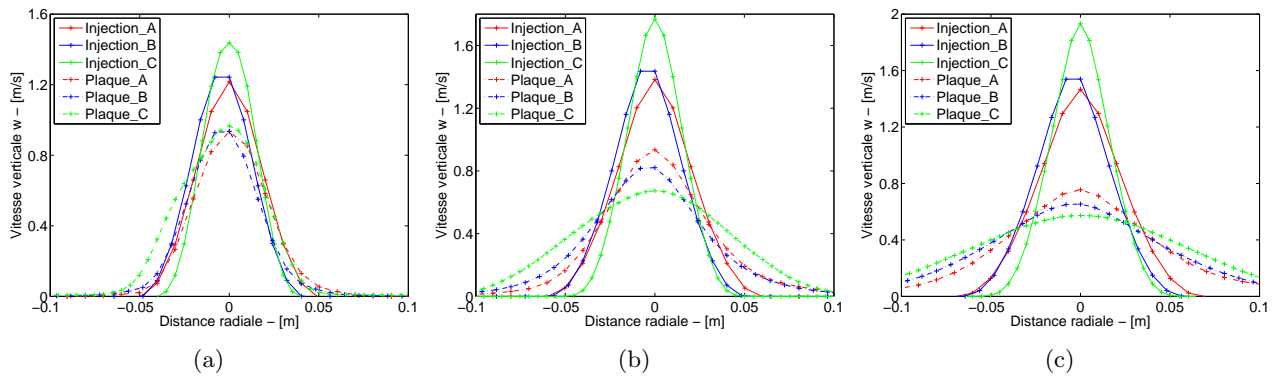 Vitesse verticale w – [m/s]
1.6
1.2
0.8
0.4
0
Injection_A
Injection_B
Injection_C
Plaque_A
Plaque_B
Plaque_C
−0.1 −0.05 0 0.05 0.1
Distance radiale – [m]
(a)
Vitesse verticale w – [m/s]
1.6
1.2
0.8
0.4
0
Injection_A
Injection_B
Injection_C
Plaque_A
Plaque_B
Plaque_C
−0.1 −0.05 0 0.05 0.1
Distance radiale – [m]
(b)
Vitesse verticale w – [m/s]
2
1.6
1.2
0.8
0.4
0
Injection_A
Injection_B
Injection_C
Plaque_A
Plaque_B
Plaque_C
−0.1 −0.05 0 0.05 0.1
Distance radiale – [m]
(c)